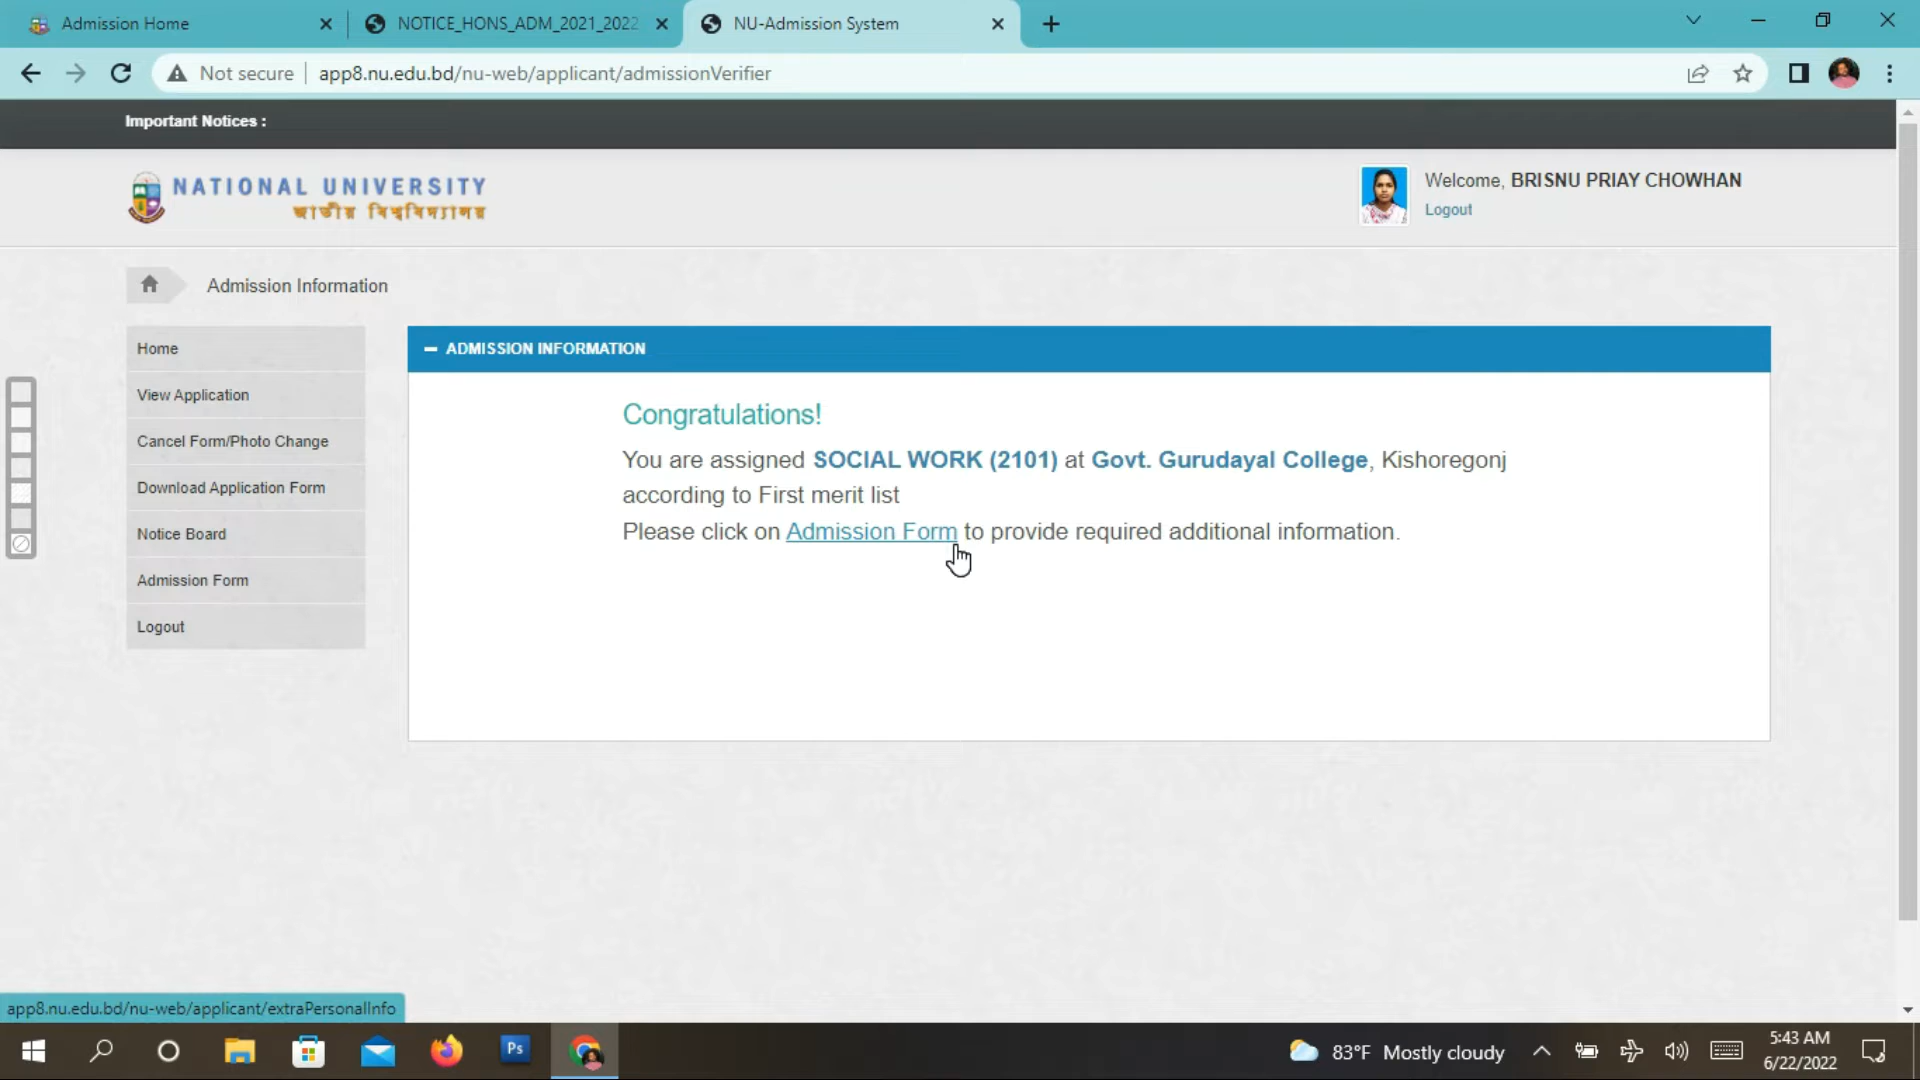 Admission Home
NOTICE_HONS_ADM_2021_2022
NU-Admission System
Not secure
app8.nu.edu.bd/nu-web/applicant/admissionVerifier
Important Notices :
NATIONAL UNIVERSITY
জাতীয় বিশ্ববিদ্যালয়
Welcome, BRISNU PRIAY CHOWHAN
Logout
Admission Information
Home
View Application
Cancel Form/Photo Change
Download Application Form
Notice Board
Admission Form
Logout
ADMISSION INFORMATION
Congratulations!
You are assigned SOCIAL WORK (2101) at Govt. Gurudayal College, Kishoregonj
according to First merit list
Please click on Admission Form to provide required additional information.
app8.nu.edu.bd/nu-web/applicant/extraPersonalInfo
Ps
83°F Mostly cloudy
5:43 AM
6/22/2022